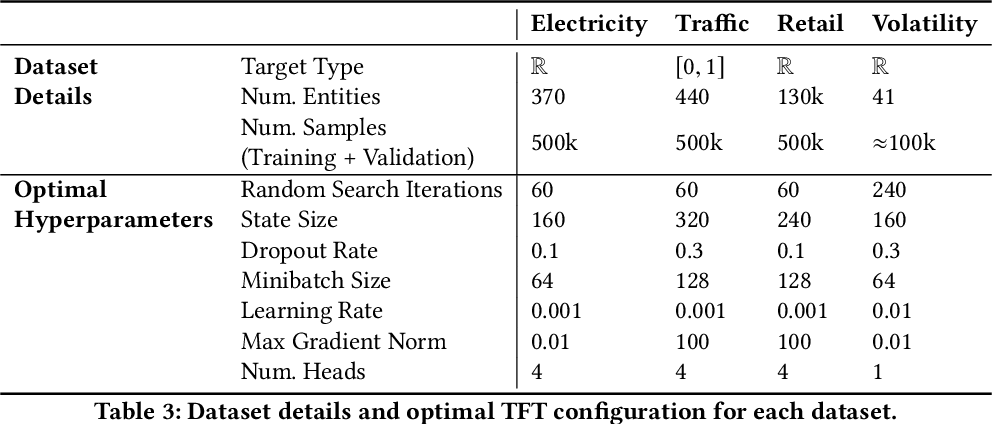 Electricity Traffic Retail Volatility
Dataset Target Type ℝ [0, 1] ℝ ℝ
Details Num. Entities 370 440 130k 41
Num. Samples
(Training + Validation) 500k 500k 500k ≈100k
Optimal Random Search Iterations 60 60 60 240
Hyperparameters State Size 160 320 240 160
Dropout Rate 0.1 0.3 0.1 0.3
Minibatch Size 64 128 128 64
Learning Rate 0.001 0.001 0.001 0.01
Max Gradient Norm 0.01 100 100 0.01
Num. Heads 4 4 4 1
Table 3: Dataset details and optimal TFT configuration for each dataset.